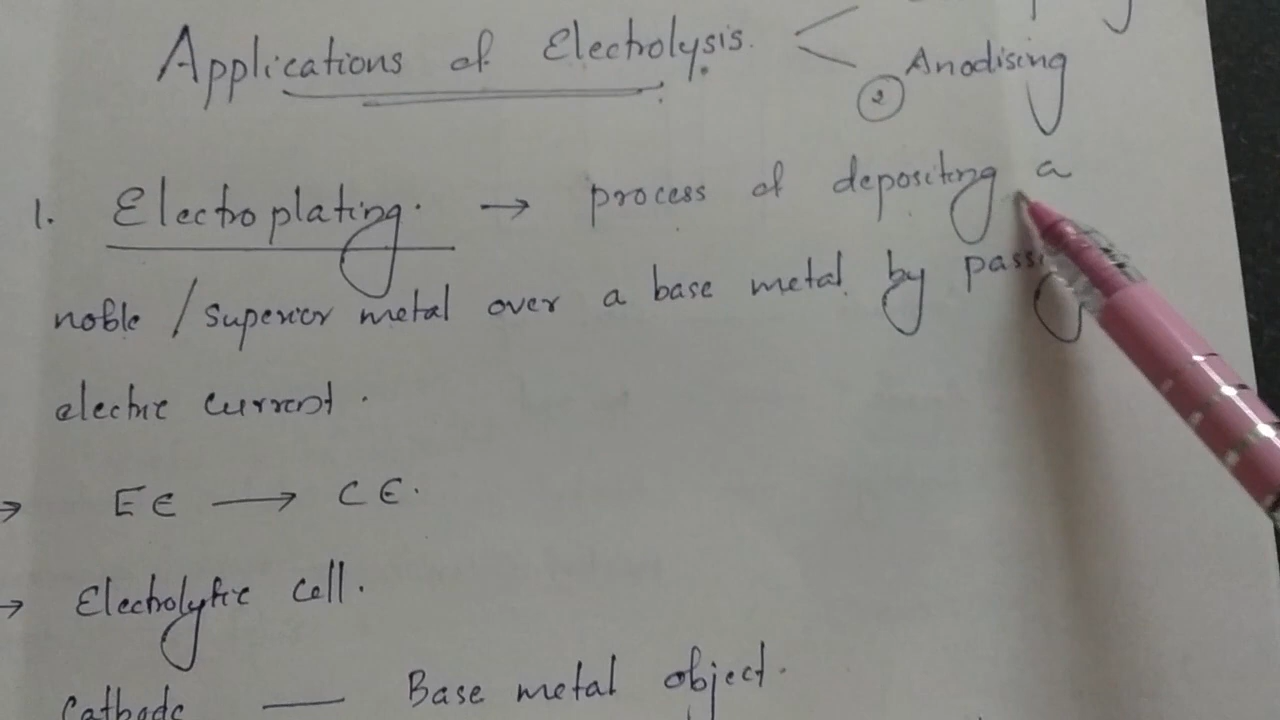 Applications of Electrolysis.
② Anodising
1. Electroplating. → process of depositing a
noble / superior metal over a base metal by
electric current.
→ EE → CE.
→ Electrolytic cell.
Cathode — Base metal object.